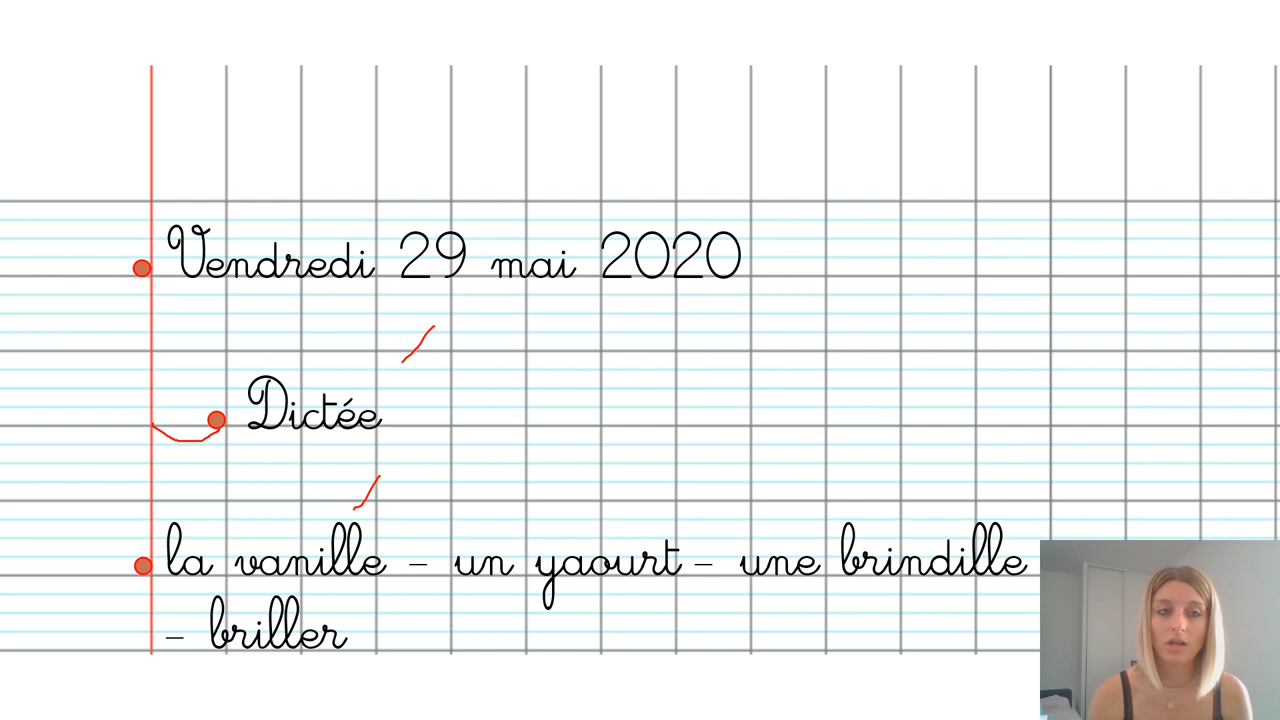 Vendredi 29 mai 2020
Dictée
la vanille - un yaourt - une brindille
- briller